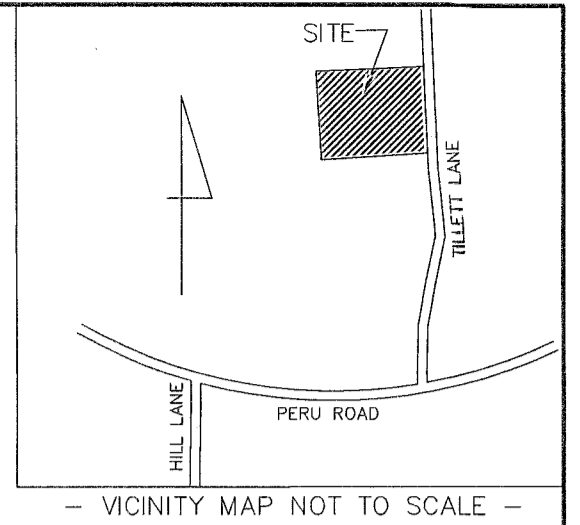 SITE
TILLETT LANE
HILL LANE
PERU ROAD
- VICINITY MAP NOT TO SCALE -